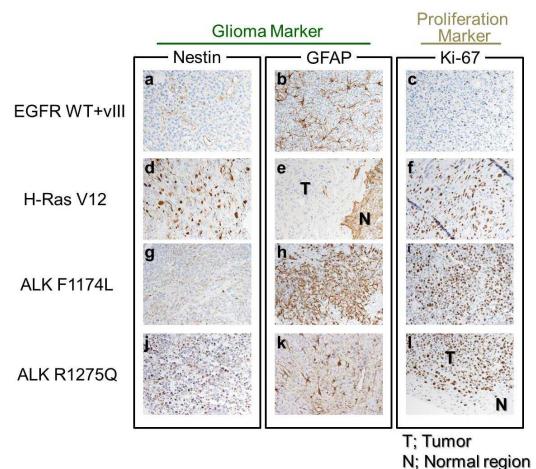 Glioma Marker
Proliferation
Marker
Nestin
GFAP
Ki-67
EGFR WT+vIII
a
b
c
H-Ras V12
d
e
T
N
f
ALK F1174L
g
h
i
ALK R1275Q
j
k
l
T
N
T; Tumor
N; Normal region